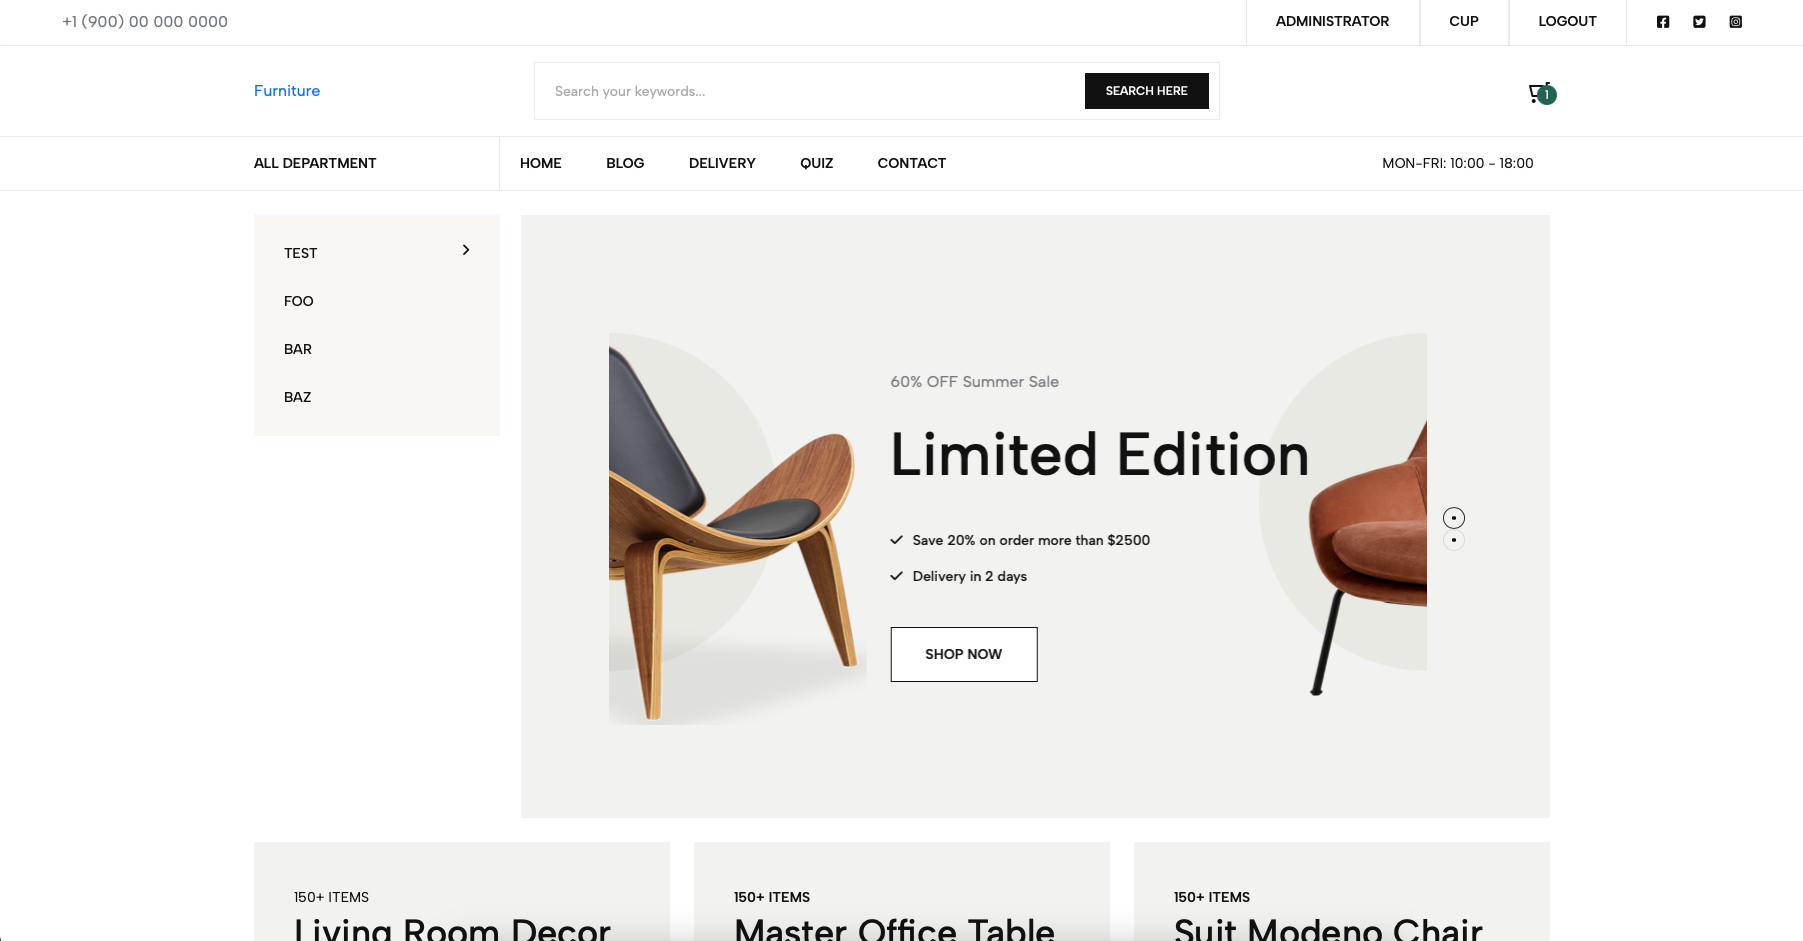 +1 (900) 00 000 0000
ADMINISTRATOR
CUP
LOGOUT
Furniture
Search your keywords...
SEARCH HERE
1
ALL DEPARTMENT
HOME
BLOG
DELIVERY
QUIZ
CONTACT
MON-FRI: 10:00 - 18:00
TEST
FOO
BAR
BAZ
60% OFF Summer Sale
Limited Edition
Save 20% on order more than $2500
Delivery in 2 days
SHOP NOW
150+ ITEMS
Living Room Decor
150+ ITEMS
Master Office Table
150+ ITEMS
Suit Modeno Chair